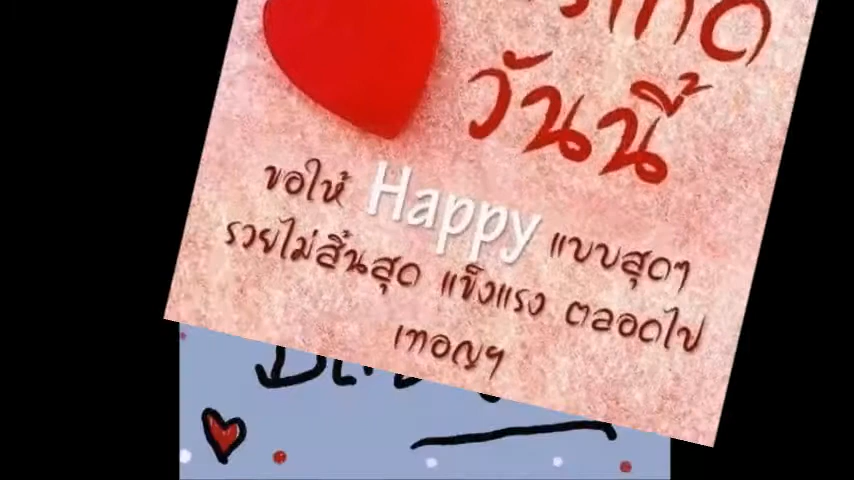 วันนี้
ขอให้ Happy แบบสุดๆ
รวยไม่สิ้นสุด แข็งแรง ตลอดไป
เทอญฯ